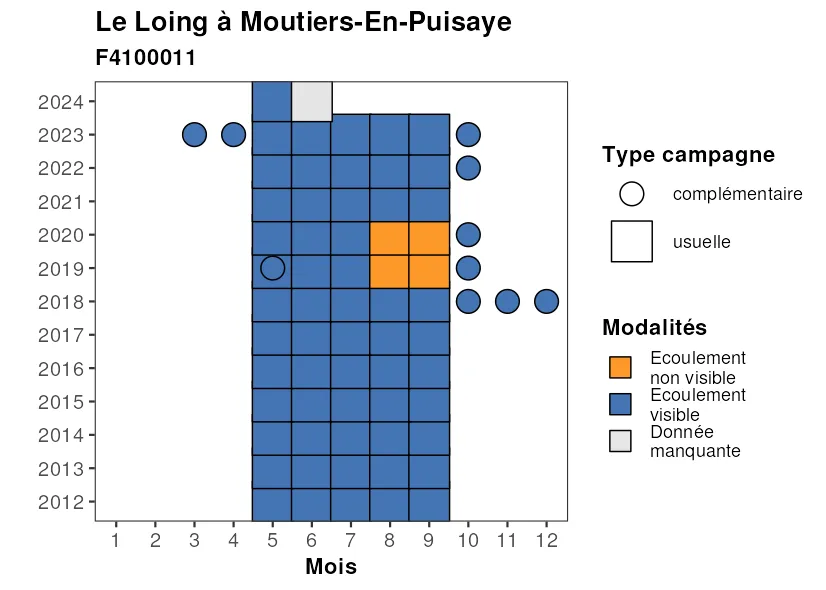 Le Loing à Moutiers-En-Puisaye
F4100011
2024
2023
2022
2021
2020
2019
2018
2017
2016
2015
2014
2013
2012
1 2 3 4 5 6 7 8 9 10 11 12
Mois
Type campagne
complémentaire
usuelle
Modalités
Ecoulement
non visible
Ecoulement
visible
Donnée
manquante